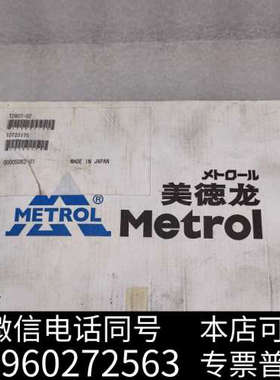 MADE IN JAPAN
METROL®
メトロール
美德龙
Metrol
微信电话同号
本店可
960272563
专票普